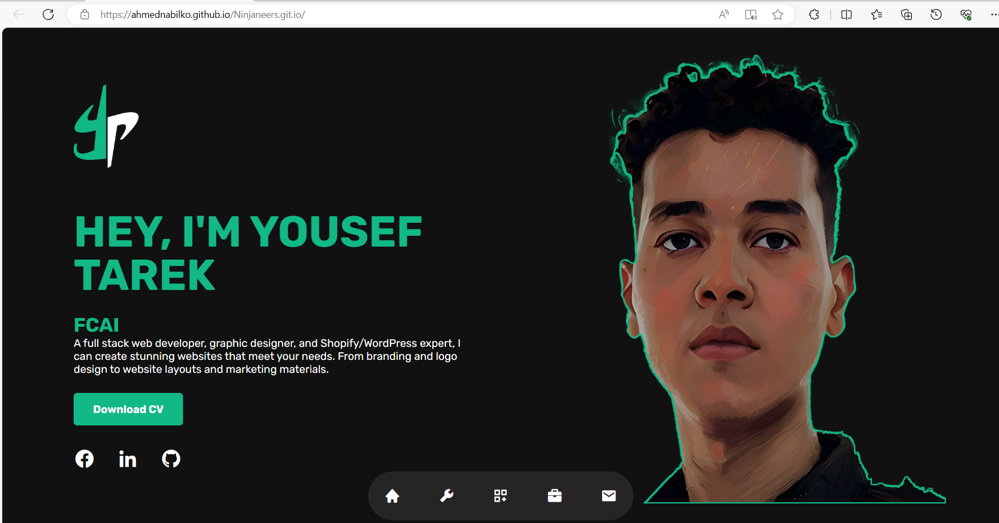 https://ahmednabilko.github.io/Ninjaneers.git.io/
HEY, I'M YOUSEF
TAREK
FCAI
A full stack web developer, graphic designer, and Shopify/WordPress expert, I
can create stunning websites that meet your needs. From branding and logo
design to website layouts and marketing materials.
Download CV